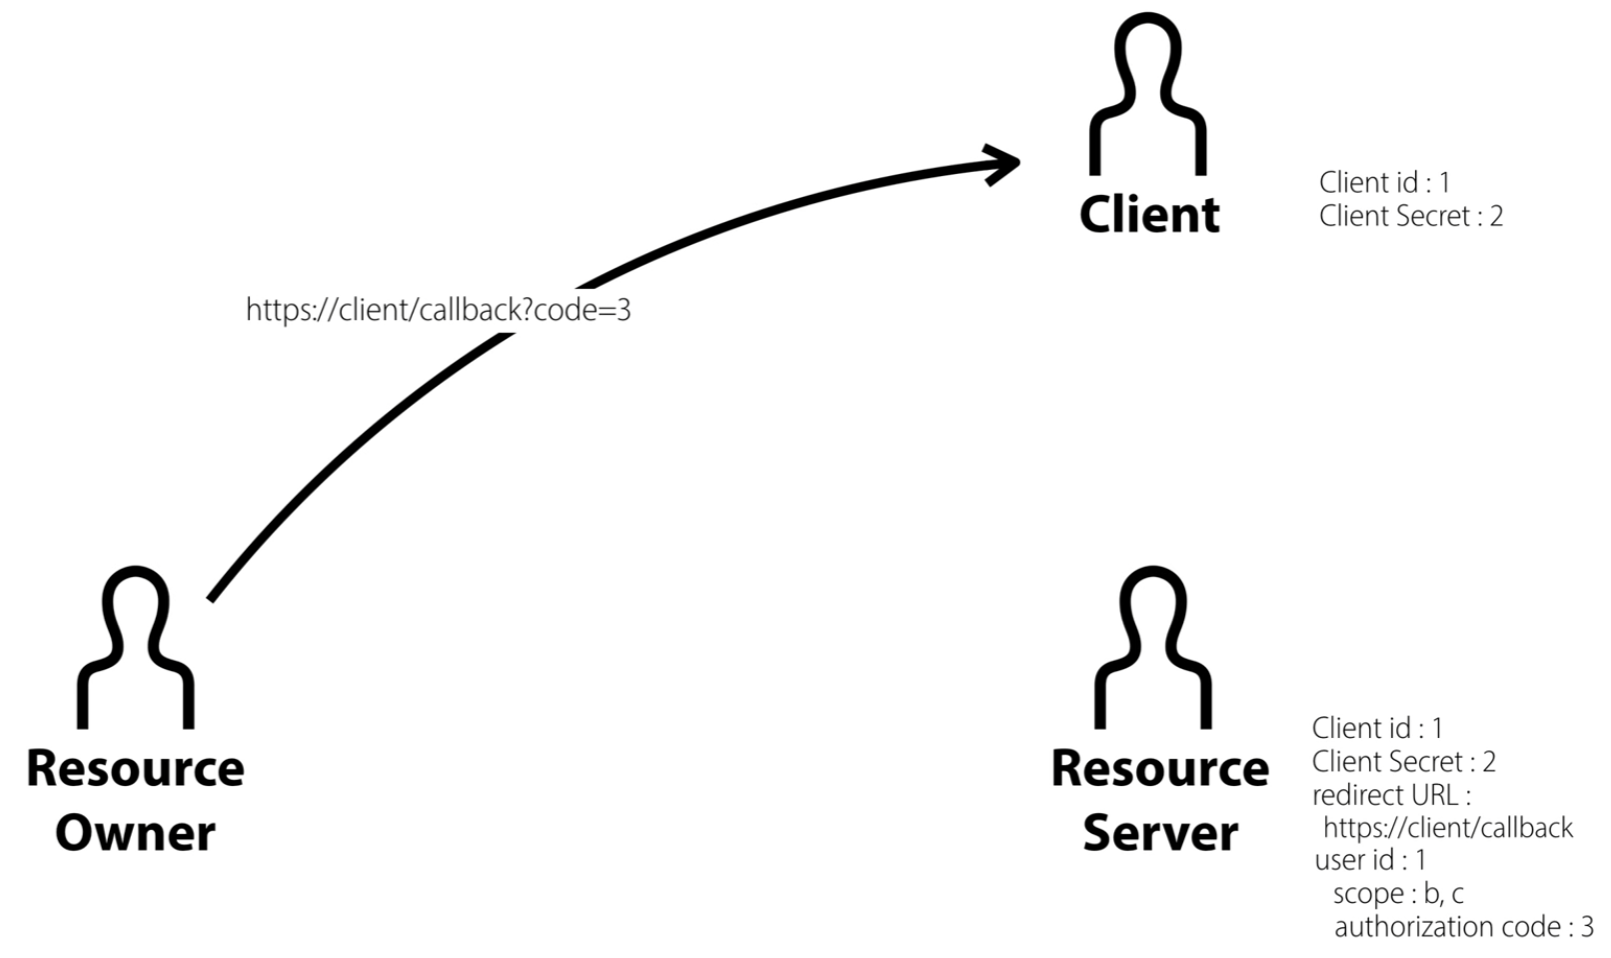 Client
Client id : 1
Client Secret : 2
https://client/callback?code=3
Resource
Owner
Resource
Server
Client id : 1
Client Secret : 2
redirect URL :
https://client/callback
user id : 1
scope : b, c
authorization code : 3